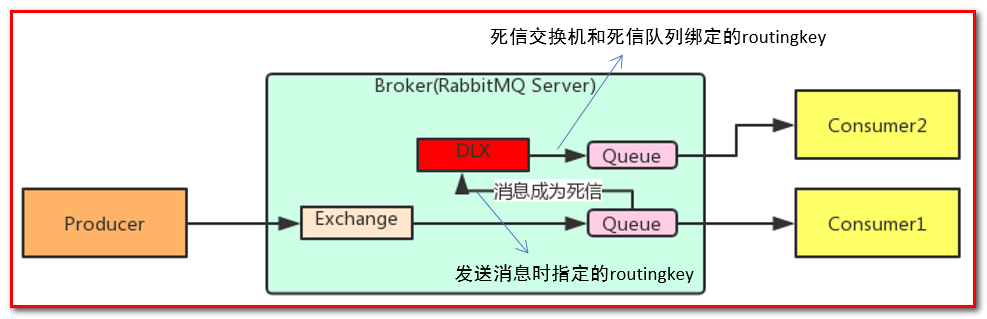 死信交换机和死信队列绑定的routingkey
Broker(RabbitMQ Server)
DLX
Queue
Consumer2
消息成为死信
Producer
Exchange
Queue
Consumer1
发送消息时指定的routingkey